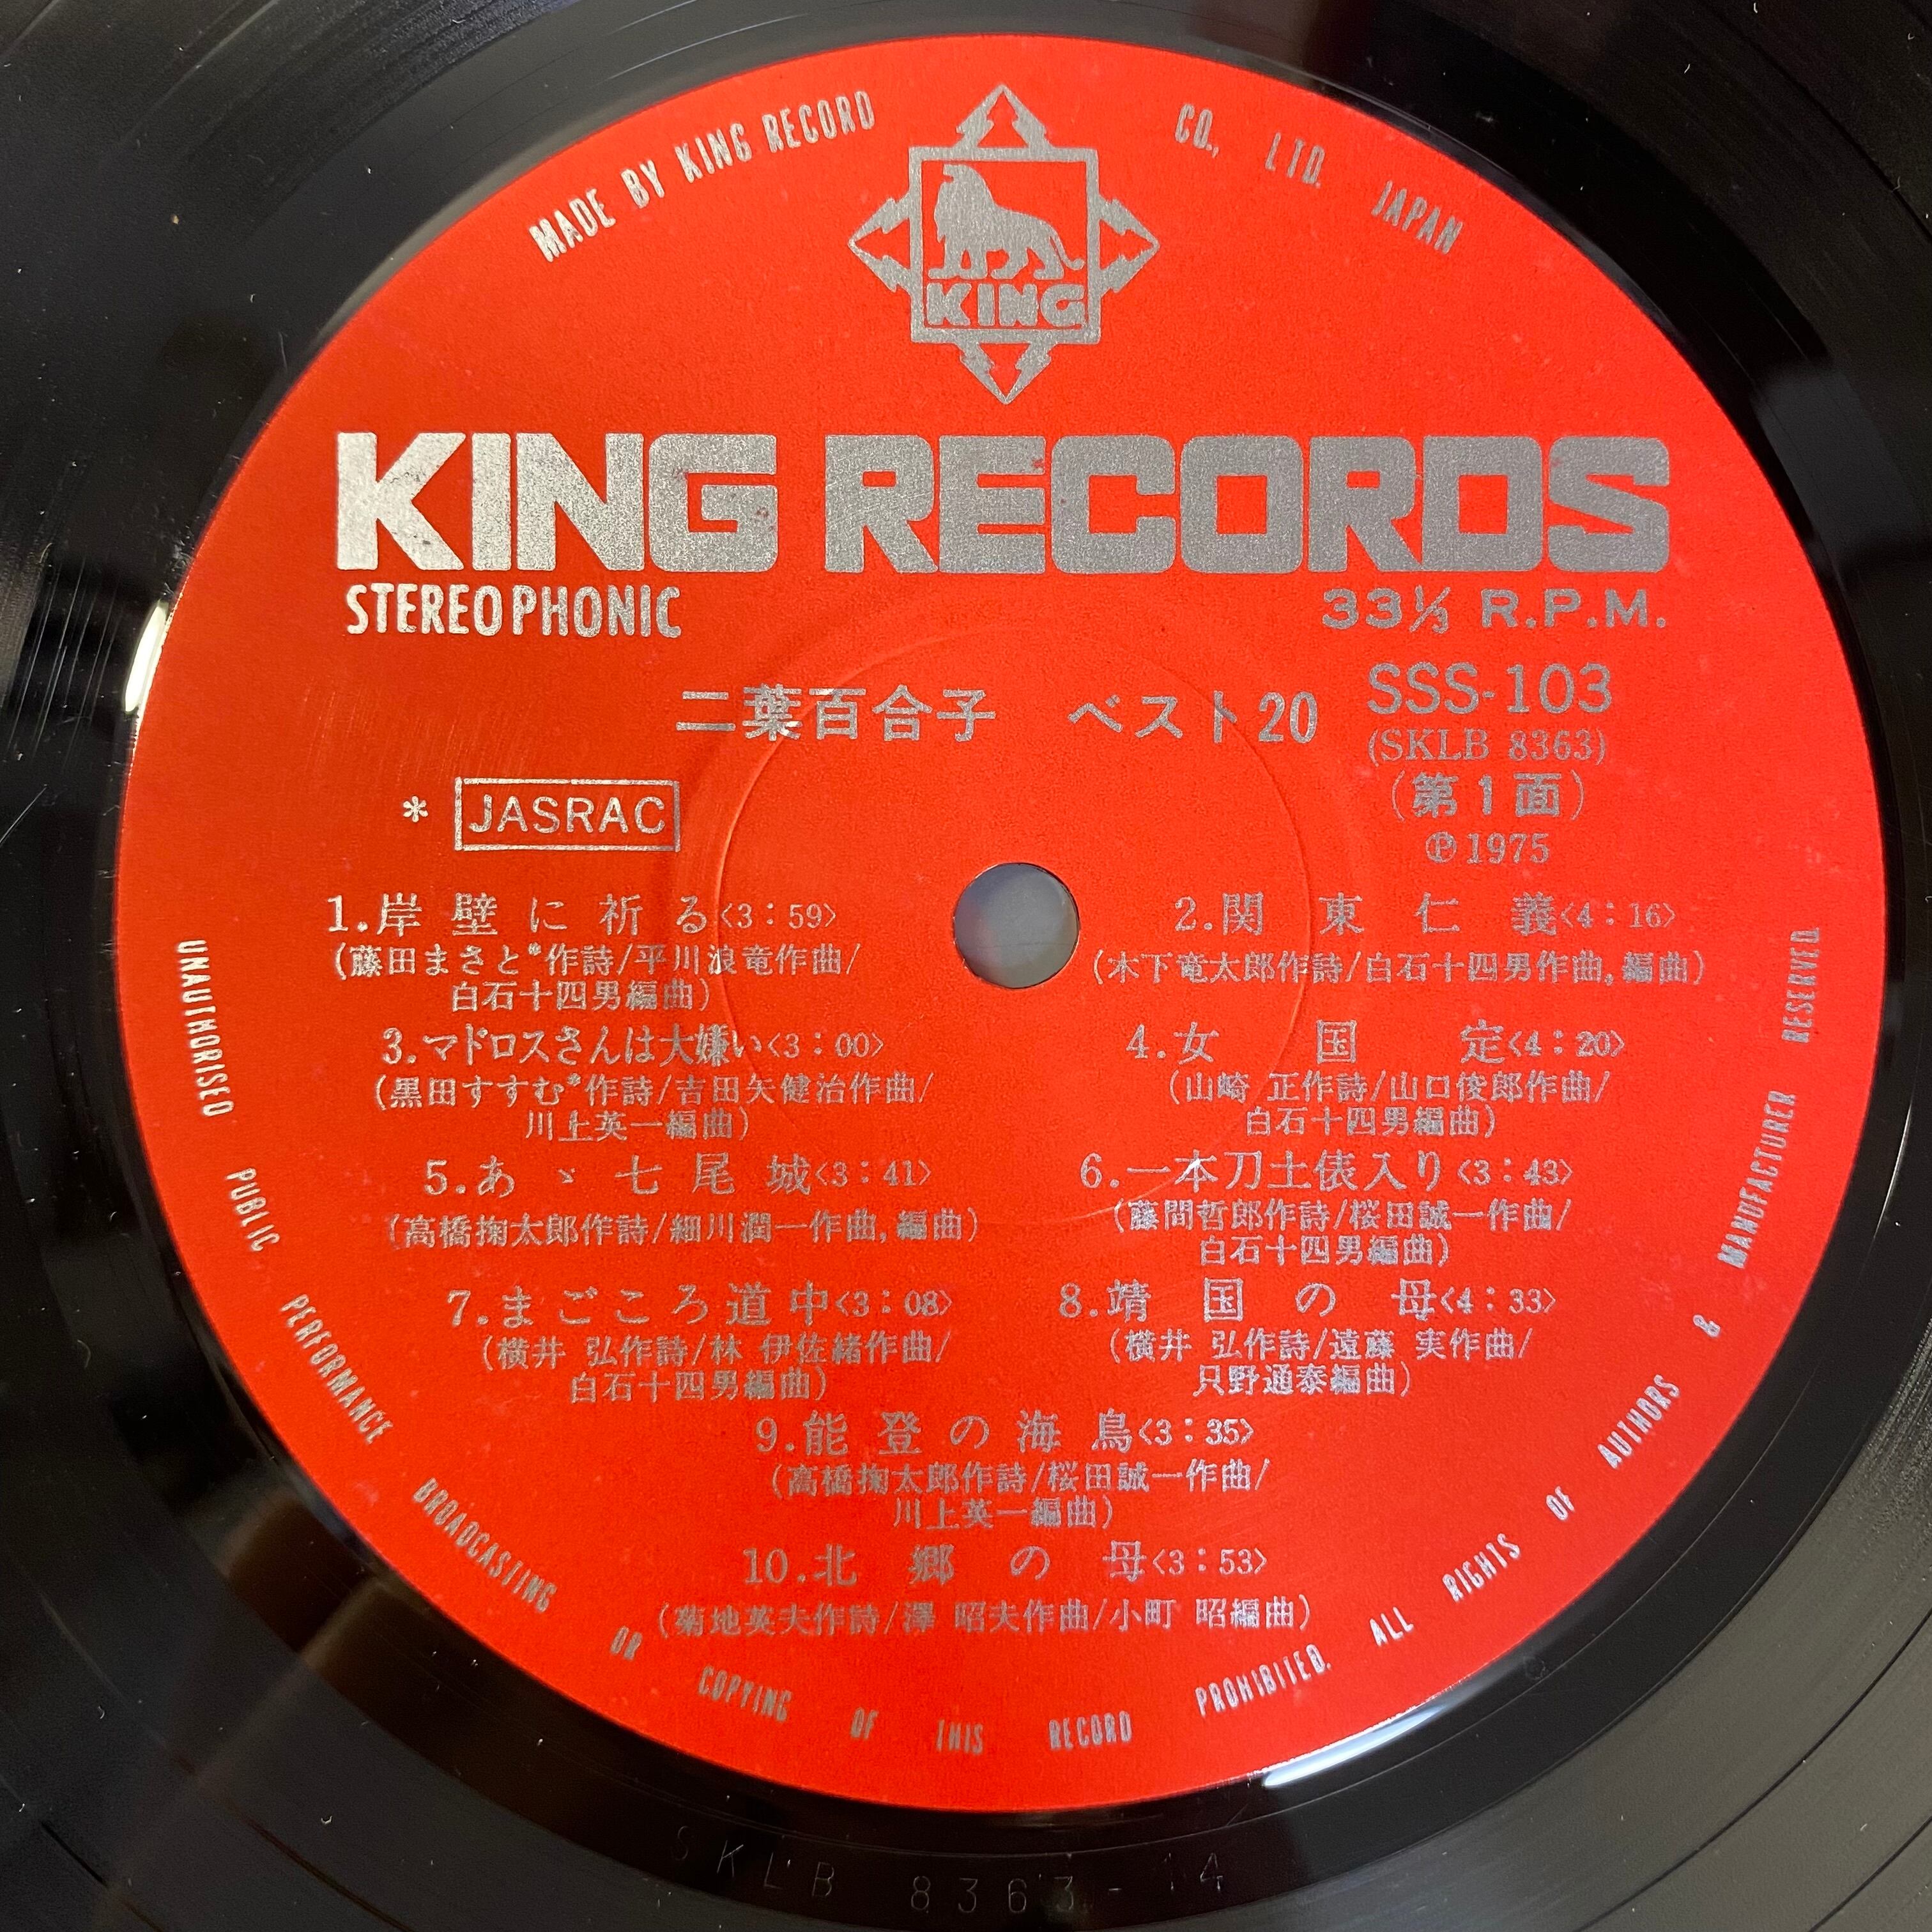 MADE BY KING RECORD CO., LTD. JAPAN
KING
KING RECORDS
STEREOPHONIC
33⅓ R.P.M.
二葉百合子 ベスト20
SSS-103
(SKLB 8363)
(第1面)
℗1975
* JASRAC
1.岸壁に祈る<3:59>
(藤田まさと*作詩/平川浪竜作曲/
白石十四男編曲)
2.関東仁義<4:16>
(木下竜太郎作詩/白石十四男作曲,編曲)
3.マドロスさんは大嫌い<3:00>
(黒田すすむ*作詩/吉田矢健治作曲/
川上英一編曲)
4.女国定<4:20>
(山崎 正作詩/山口俊郎作曲/
白石十四男編曲)
5.あゝ七尾城<3:41>
(高橋掬太郎作詩/細川潤一作曲,編曲)
6.一本刀土俵入り<3:43>
(藤間哲郎作詩/桜田誠一作曲/
白石十四男編曲)
7.まごころ道中<3:08>
(横井 弘作詩/林 伊佐緒作曲/
白石十四男編曲)
8.靖国の母<4:33>
(横井 弘作詩/遠藤 実作曲/
只野通泰編曲)
9.能登の海鳥<3:35>
(高橋掬太郎作詩/桜田誠一作曲/
川上英一編曲)
10.北郷の母<3:53>
(菊地英夫作詩/澤 昭夫作曲/小町 昭編曲)
UNAUTHORISED PUBLIC PERFORMANCE BROADCASTING OR COPYING OF THIS RECORD PROHIBITED. ALL RIGHTS OF AUTHORS & MANUFACTURER RESERVED.
SKLB 8363-14